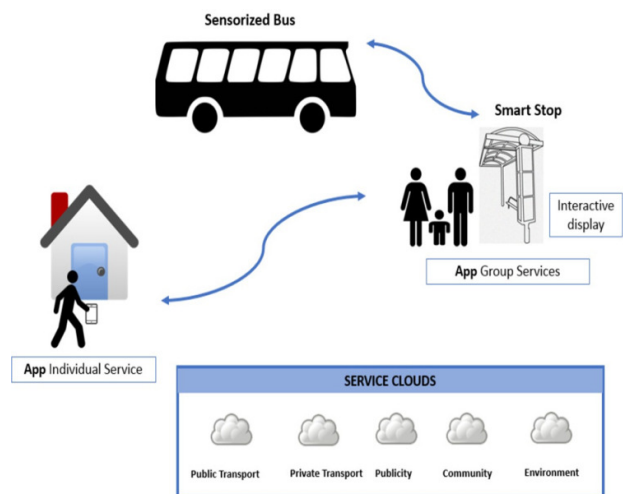 Sensorized Bus
Smart Stop
Interactive
display
App Group Services
App Individual Service
SERVICE CLOUDS
Public Transport
Private Transport
Publicity
Community
Environment